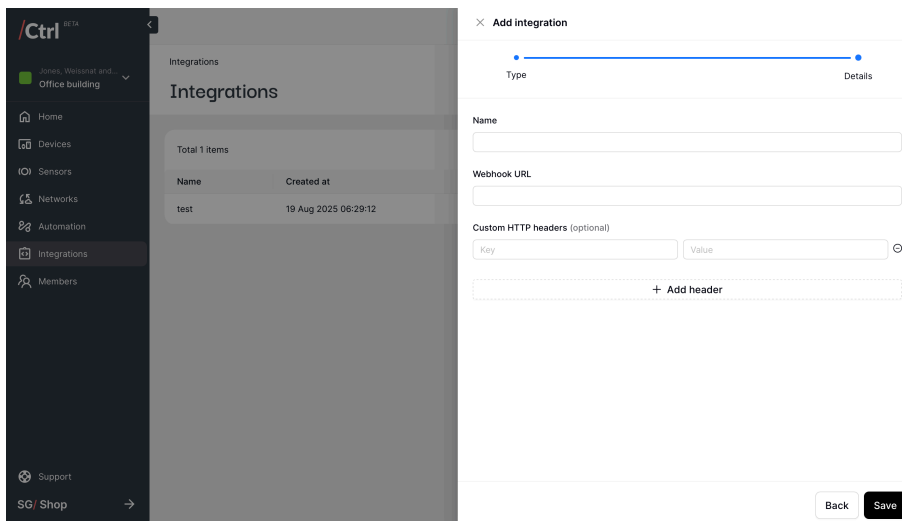 /Ctrl BETA
Jones, Weissnat and...
Office building
Home
Devices
Sensors
Networks
Automation
Integrations
Members
Support
SG/ Shop
Integrations
Integrations
Total 1 items
Name Created at
test 19 Aug 2025 06:29:12
Add integration
Type Details
Name
Webhook URL
Custom HTTP headers (optional)
Key Value
+ Add header
Back Save